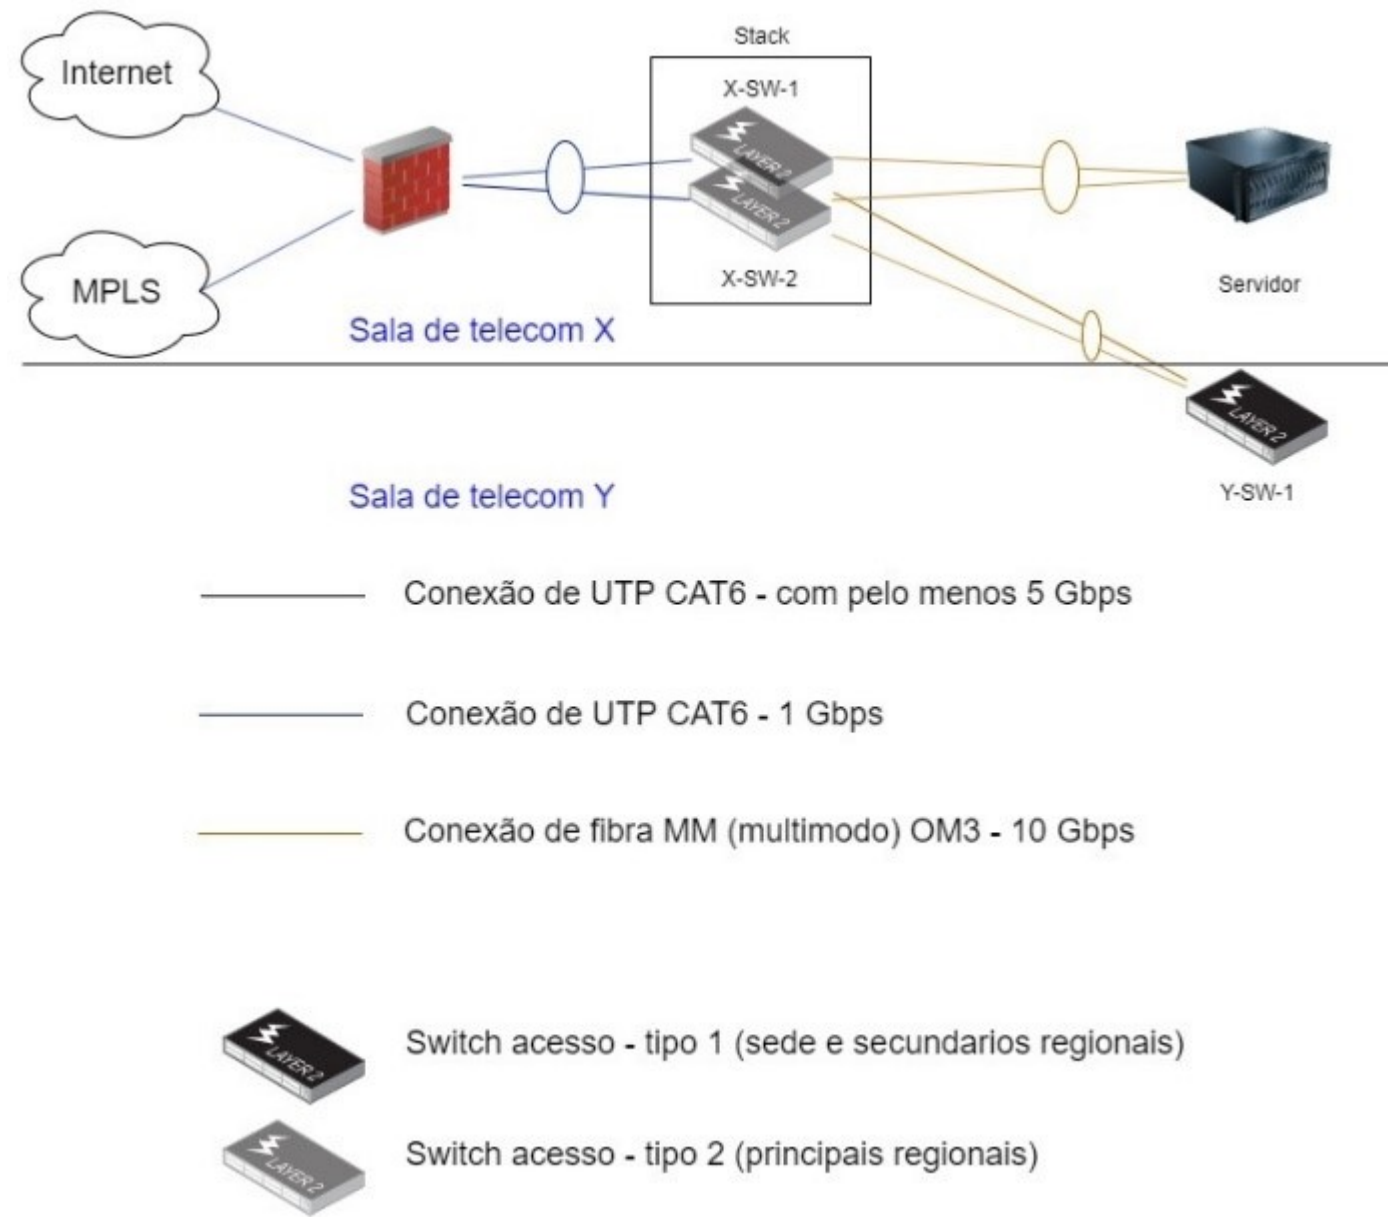 Stack
Internet
X-SW-1
LAYER 2
LAYER 2
MPLS
X-SW-2
Servidor
Sala de telecom X
LAYER 2
Sala de telecom Y
Y-SW-1
Conexão de UTP CAT6 - com pelo menos 5 Gbps
Conexão de UTP CAT6 - 1 Gbps
Conexão de fibra MM (multimodo) OM3 - 10 Gbps
LAYER 2
Switch acesso - tipo 1 (sede e secundarios regionais)
LAYER 2
Switch acesso - tipo 2 (principais regionais)